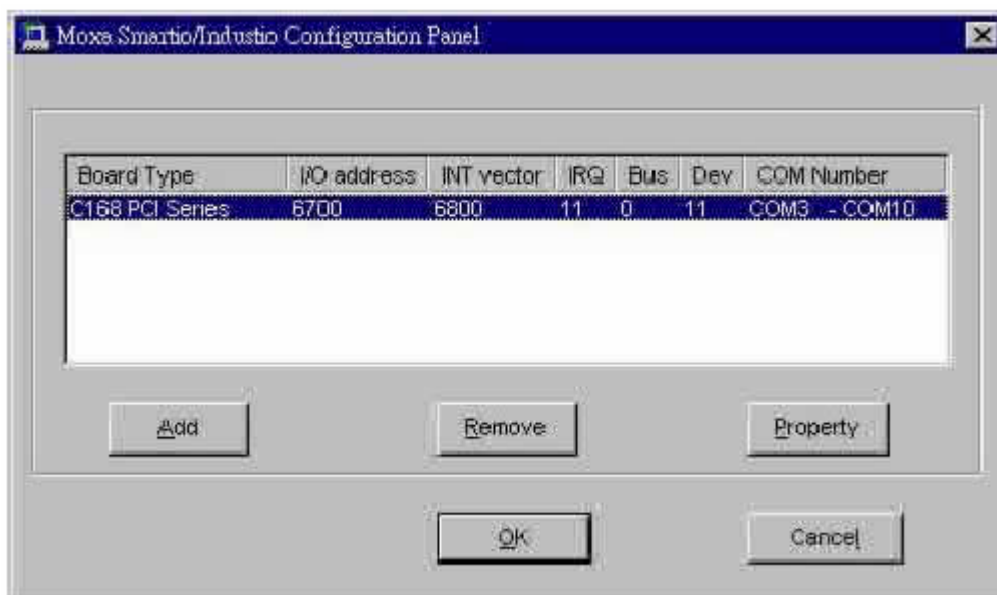 Moxa Smartio/Industio Configuration Panel
Board Type I/O address INT vector IRQ Bus Dev COM Number
C168 PCI Series 6700 6800 11 0 11 COM3 - COM10
Add Remove Property
OK Cancel